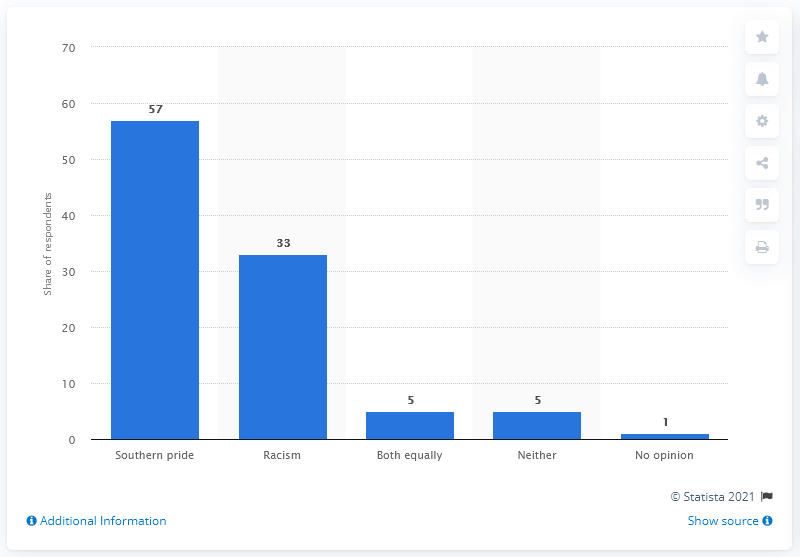 70
60
50
40
30
20
10
0
Share of respondents
57
33
5
5
1
Southern pride
Racism
Both equally
Neither
No opinion
© Statista 2021
Additional Information
Show source